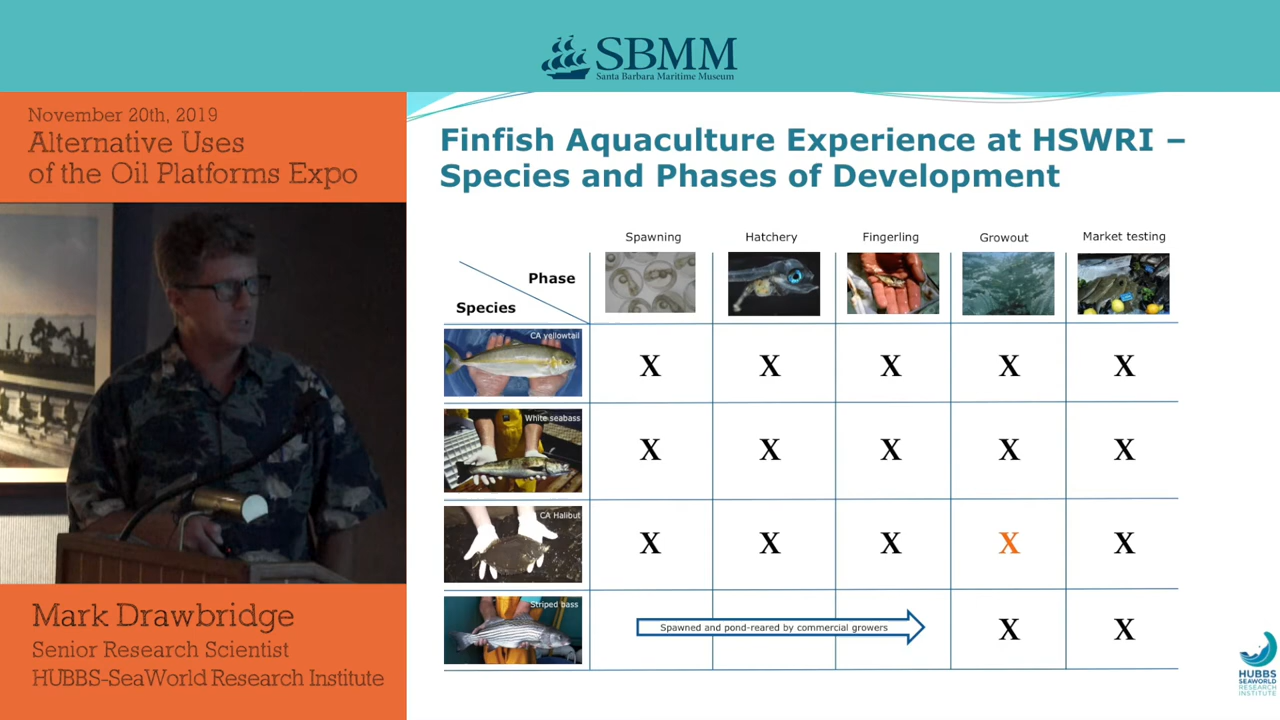 SBMM
Santa Barbara Maritime Museum
November 20th, 2019
Alternative Uses
of the Oil Platforms Expo
Mark Drawbridge
Senior Research Scientist
HUBBS-SeaWorld Research Institute
Finfish Aquaculture Experience at HSWRI –
Species and Phases of Development
Spawning Hatchery Fingerling Growout Market testing
Phase
Species
CA yellowtail
X X X X X
White seabass
X X X X X
CA Halibut
X X X X X
Striped bass
Spawned and pond-reared by commercial growers X X
HUBBS
SEAWORLD
RESEARCH
INSTITUTE